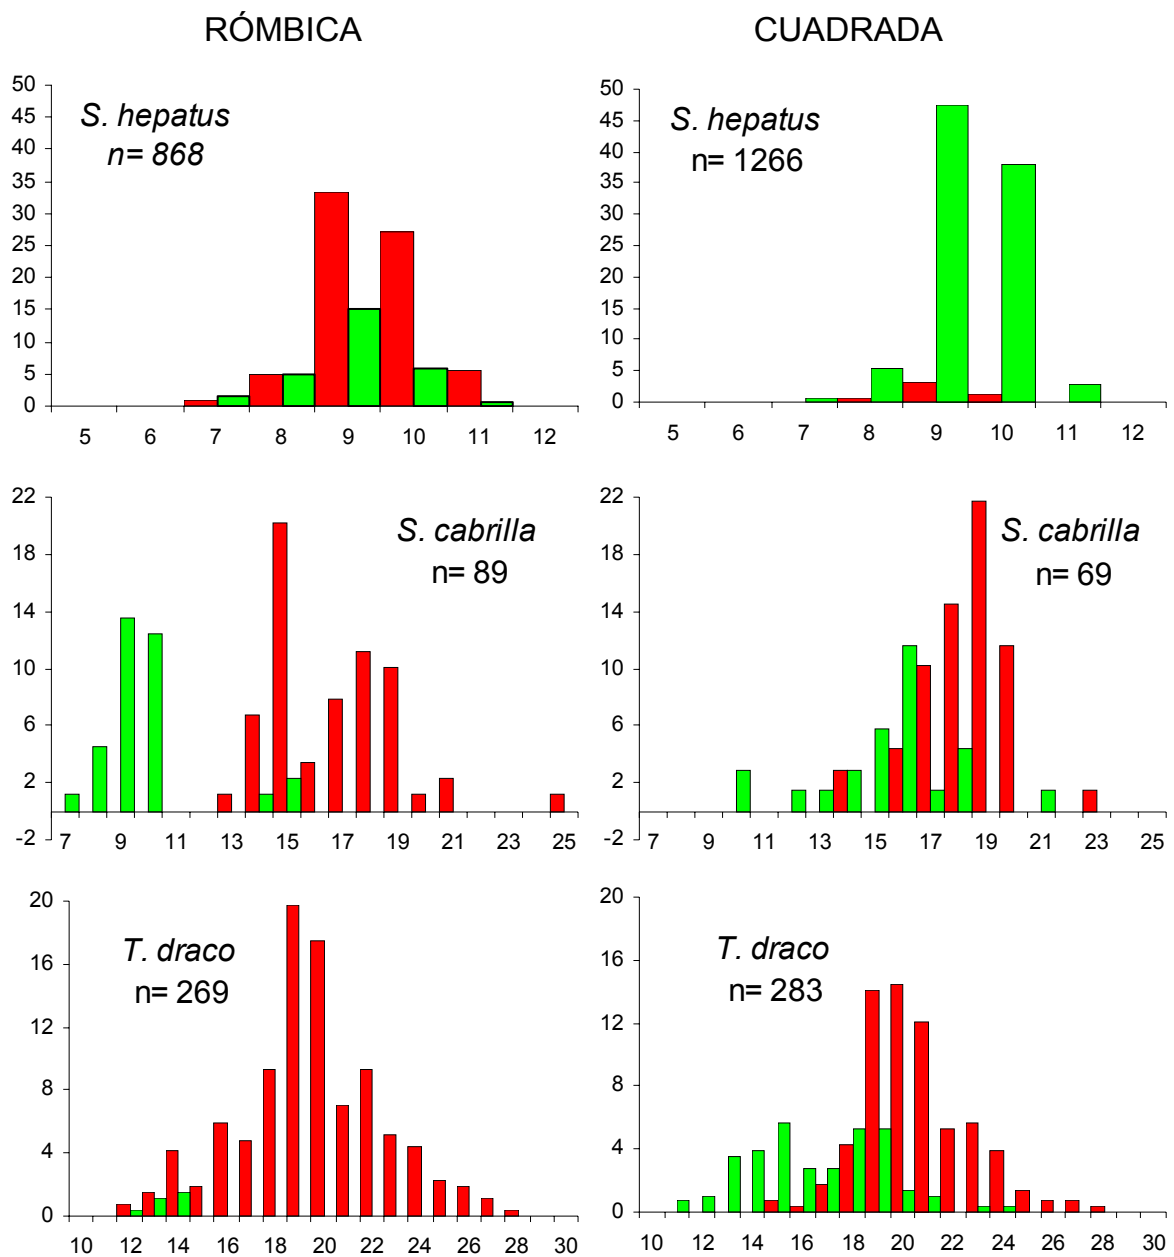 RÓMBICA
CUADRADA
50
45
40
35
30
25
20
15
10
5
0
S. hepatus
n= 868
5 6 7 8 9 10 11 12
50
45
40
35
30
25
20
15
10
5
0
S. hepatus
n= 1266
5 6 7 8 9 10 11 12
22
18
14
10
6
2
-2
S. cabrilla
n= 89
7 9 11 13 15 17 19 21 23 25
22
18
14
10
6
2
-2
S. cabrilla
n= 69
7 9 11 13 15 17 19 21 23 25
20
16
12
8
4
0
T. draco
n= 269
10 12 14 16 18 20 22 24 26 28 30
20
16
12
8
4
0
T. draco
n= 283
10 12 14 16 18 20 22 24 26 28 30